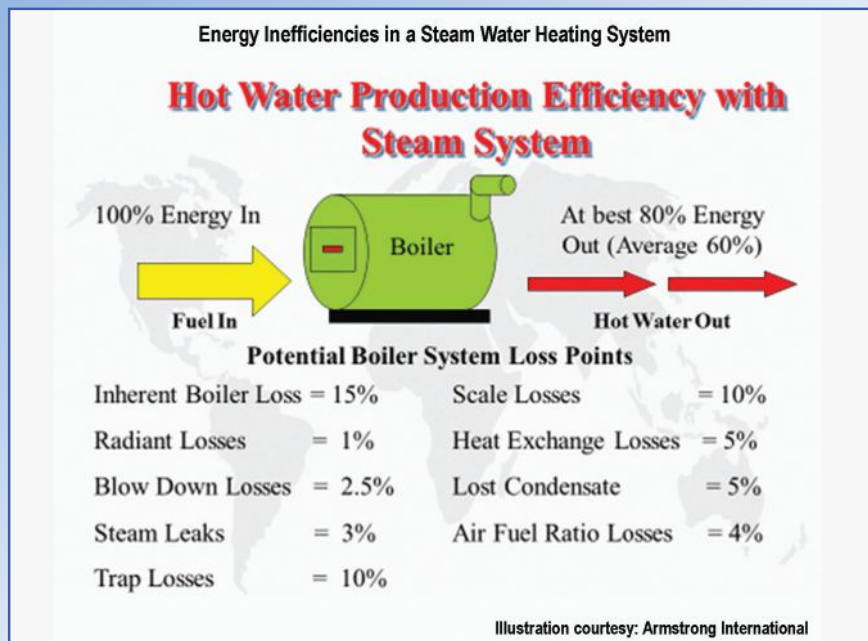 Energy Inefficiencies in a Steam Water Heating System
Hot Water Production Efficiency with
Steam System
100% Energy In
Boiler
At best 80% Energy
Out (Average 60%)
Fuel In
Hot Water Out
Potential Boiler System Loss Points
Inherent Boiler Loss = 15%
Radiant Losses = 1%
Blow Down Losses = 2.5%
Steam Leaks = 3%
Trap Losses = 10%
Scale Losses = 10%
Heat Exchange Losses = 5%
Lost Condensate = 5%
Air Fuel Ratio Losses = 4%
Illustration courtesy: Armstrong International